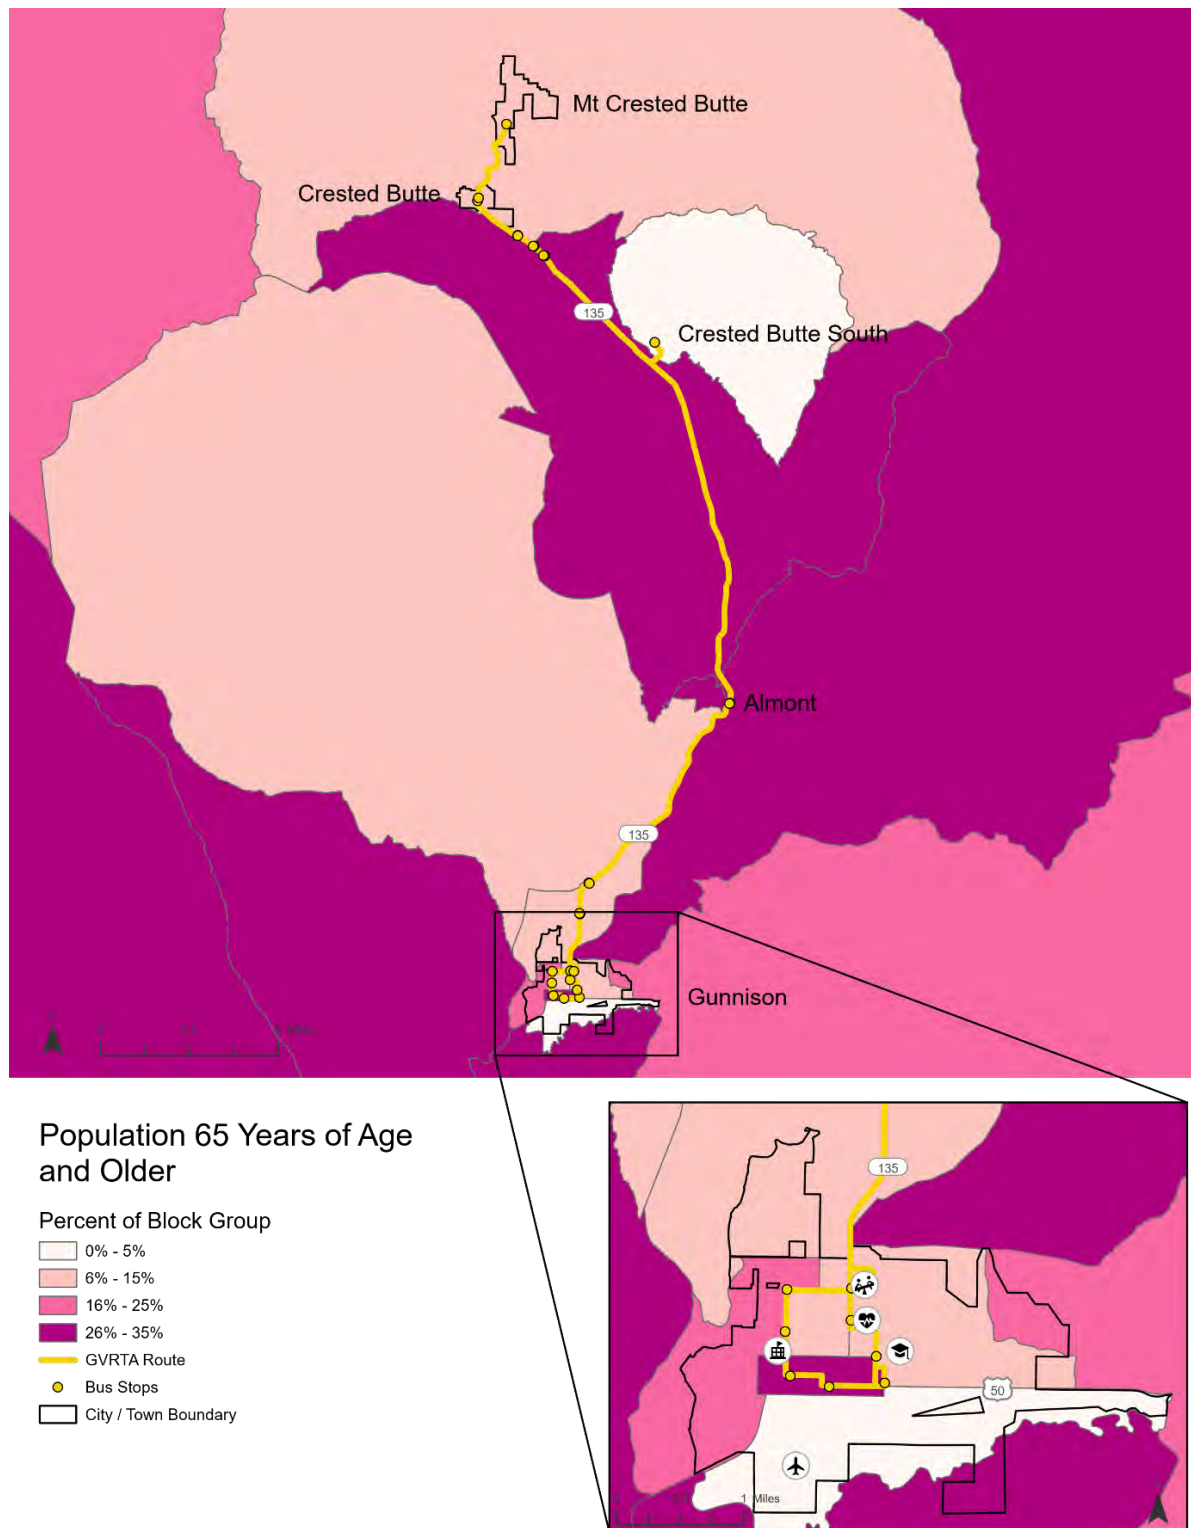 Mt Crested Butte
Crested Butte
135
Crested Butte South
Almont
135
Gunnison
Miles
Population 65 Years of Age
and Older
Percent of Block Group
0% - 5%
6% - 15%
16% - 25%
26% - 35%
GVRTA Route
Bus Stops
City / Town Boundary
135
50
1 Miles